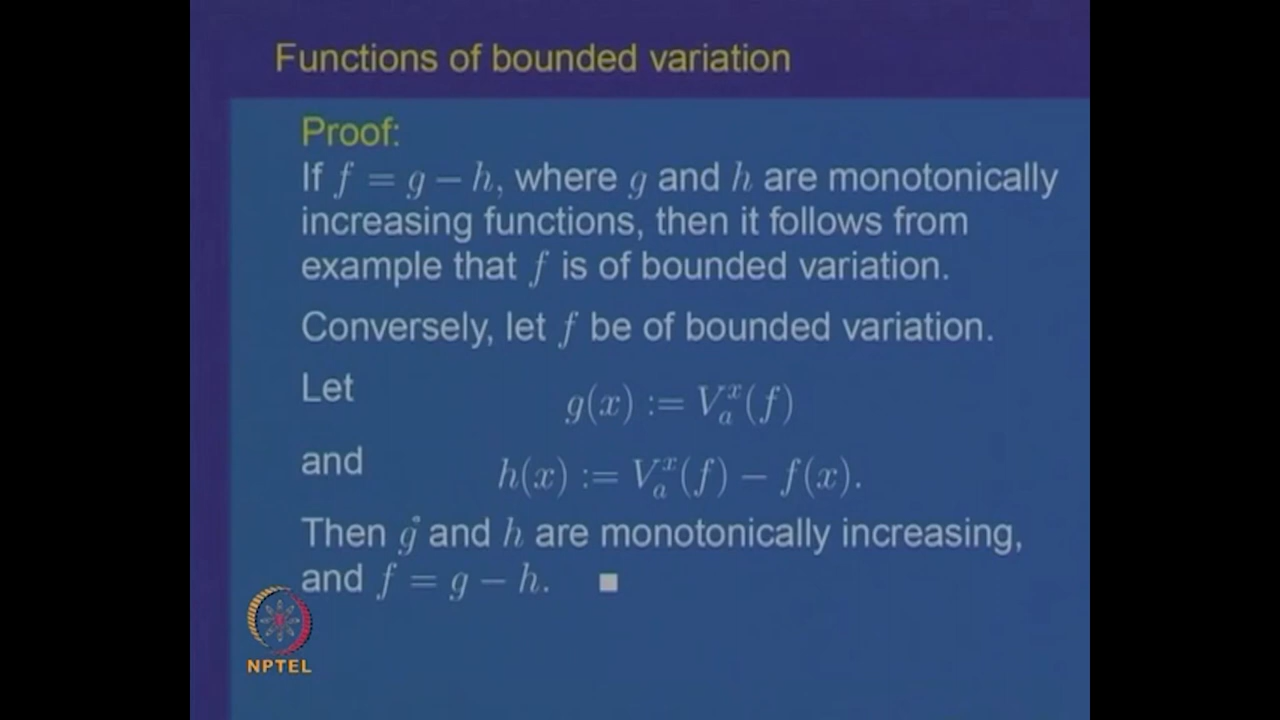 Functions of bounded variation
Proof:
If f = g − h, where g and h are monotonically
increasing functions, then it follows from
example that f is of bounded variation.
Conversely, let f be of bounded variation.
Let g(x) := V_a^x(f)
and h(x) := V_a^x(f) − f(x).
Then g and h are monotonically increasing,
and f = g − h. ■
NPTEL